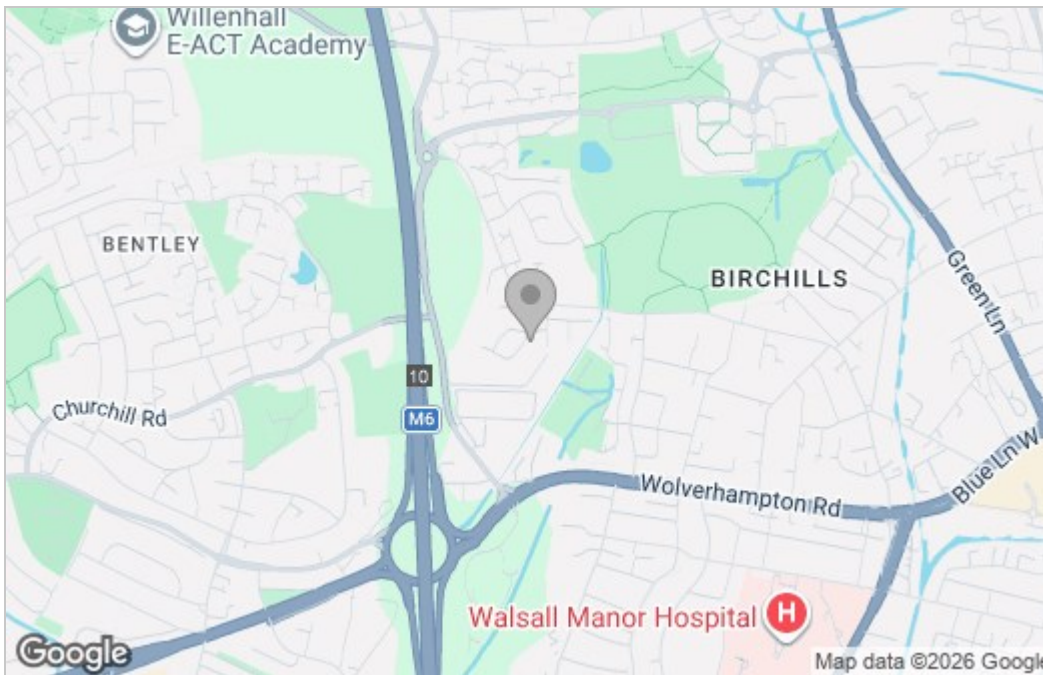 Willenhall
E-ACT Academy
BENTLEY
BIRCHILLS
Green Ln
10
M6
Churchill Rd
Wolverhampton Rd
Blue Ln W
Walsall Manor Hospital
H
Google
Map data ©2026 Google